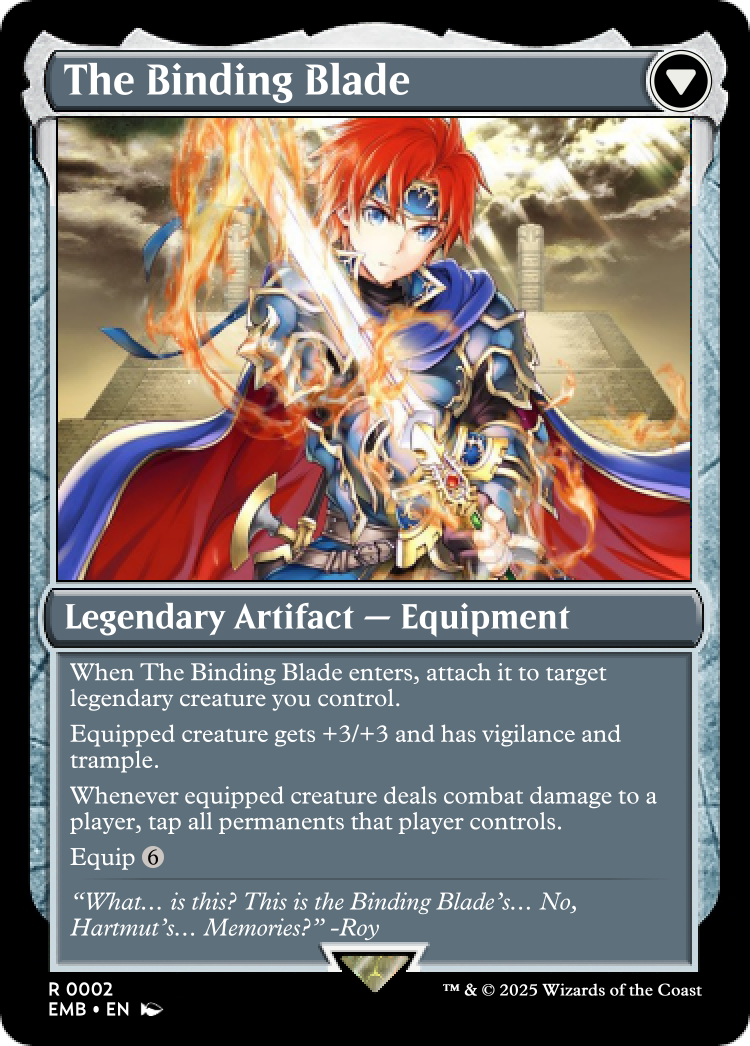 The Binding Blade
Legendary Artifact — Equipment
When The Binding Blade enters, attach it to target
legendary creature you control.
Equipped creature gets +3/+3 and has vigilance and
trample.
Whenever equipped creature deals combat damage to a
player, tap all permanents that player controls.
Equip 6
“What… is this? This is the Binding Blade’s… No,
Hartmut’s… Memories?” -Roy
R 0002
EMB • EN
™ & © 2025 Wizards of the Coast